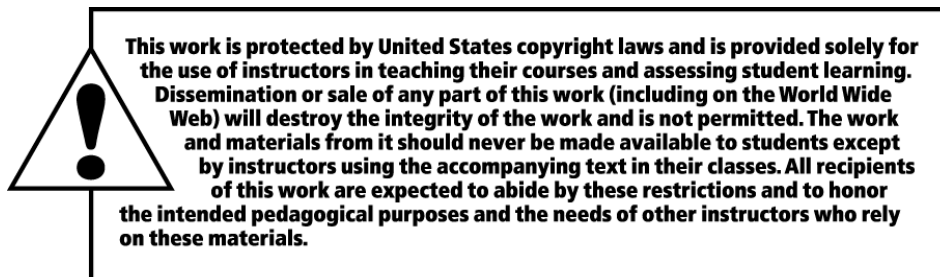 This work is protected by United States copyright laws and is provided solely for
the use of instructors in teaching their courses and assessing student learning.
Dissemination or sale of any part of this work (including on the World Wide
Web) will destroy the integrity of the work and is not permitted. The work
and materials from it should never be made available to students except
by instructors using the accompanying text in their classes. All recipients
of this work are expected to abide by these restrictions and to honor
the intended pedagogical purposes and the needs of other instructors who rely
on these materials.